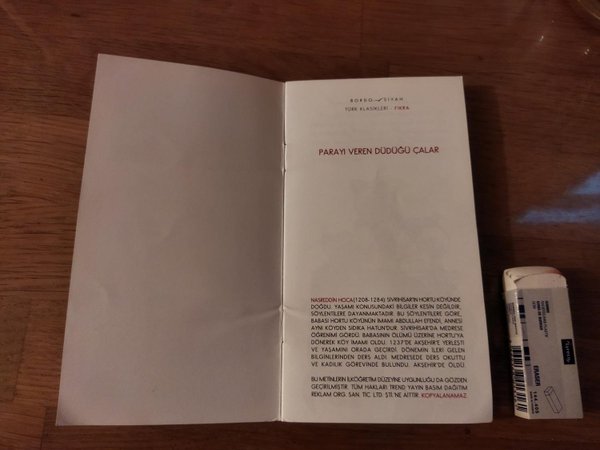 BORDO SİYAH
TÜRK KLASİKLERİ - FIKRA
PARAYI VEREN DÜDÜĞÜ ÇALAR
NASREDDİN HOCA(1208-1284) SİVRİHİSAR'IN HORTU KÖYÜNDE
DOĞDU. YAŞAMI KONUSUNDAKİ BİLGİLER KESİN DEĞİLDİR,
SÖYLENTİLERE DAYANMAKTADIR. BU SÖYLENTİLERE GÖRE,
BABASI HORTU KÖYÜNÜN İMAMI ABDULLAH EFENDİ, ANNESİ
AYNI KÖYDEN SIDIKA HATUN'DUR. SİVRİHİSAR'DA MEDRESE
ÖĞRENİMİ GÖRDÜ. BABASININ ÖLÜMÜ ÜZERİNE HORTU'YA
DÖNEREK KÖY İMAMI OLDU. 1237'DE AKŞEHİR'E YERLEŞTİ
VE YAŞAMINI ORADA GEÇİRDİ. DÖNEMİN İLERİ GELEN
BİLGİNLERİNDEN DERS ALDI. MEDRESEDE DERS OKUTTU
VE KADILIK GÖREVİNDE BULUNDU. AKŞEHİR'DE ÖLDÜ.
BU METİNLERİN İLKÖĞRETİM DÜZEYİNE UYGUNLUĞU DA GÖZDEN
GEÇİRİLMİŞTİR. TÜM HAKLARI TREND YAYIN BASIM DAĞITIM
REKLAM ORG. SAN. TİC. LTD. ŞTİ.'NE AİTTİR. KOPYALANAMAZ.
ERASER